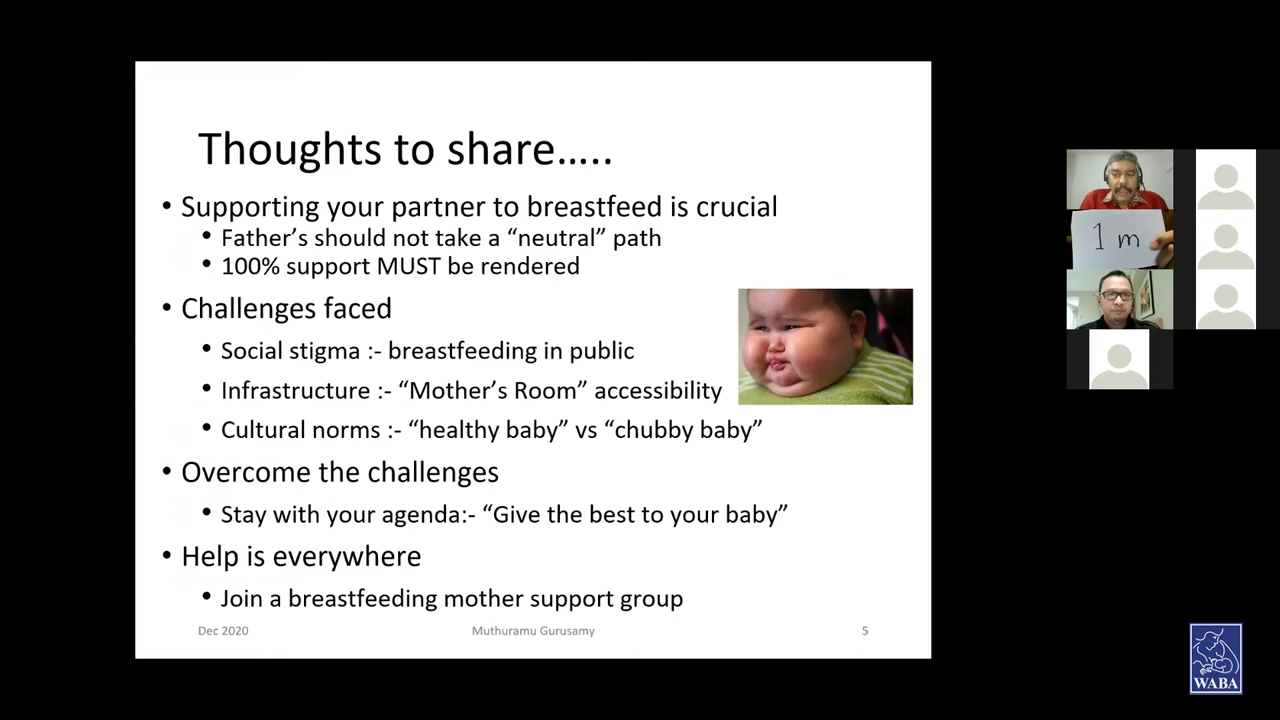 Thoughts to share.....
• Supporting your partner to breastfeed is crucial
• Father’s should not take a “neutral” path
• 100% support MUST be rendered
• Challenges faced
• Social stigma :- breastfeeding in public
• Infrastructure :- “Mother’s Room” accessibility
• Cultural norms :- “healthy baby” vs “chubby baby”
• Overcome the challenges
• Stay with your agenda:- “Give the best to your baby”
• Help is everywhere
• Join a breastfeeding mother support group
Dec 2020
Muthuramu Gurusamy
5
1 m
WABA